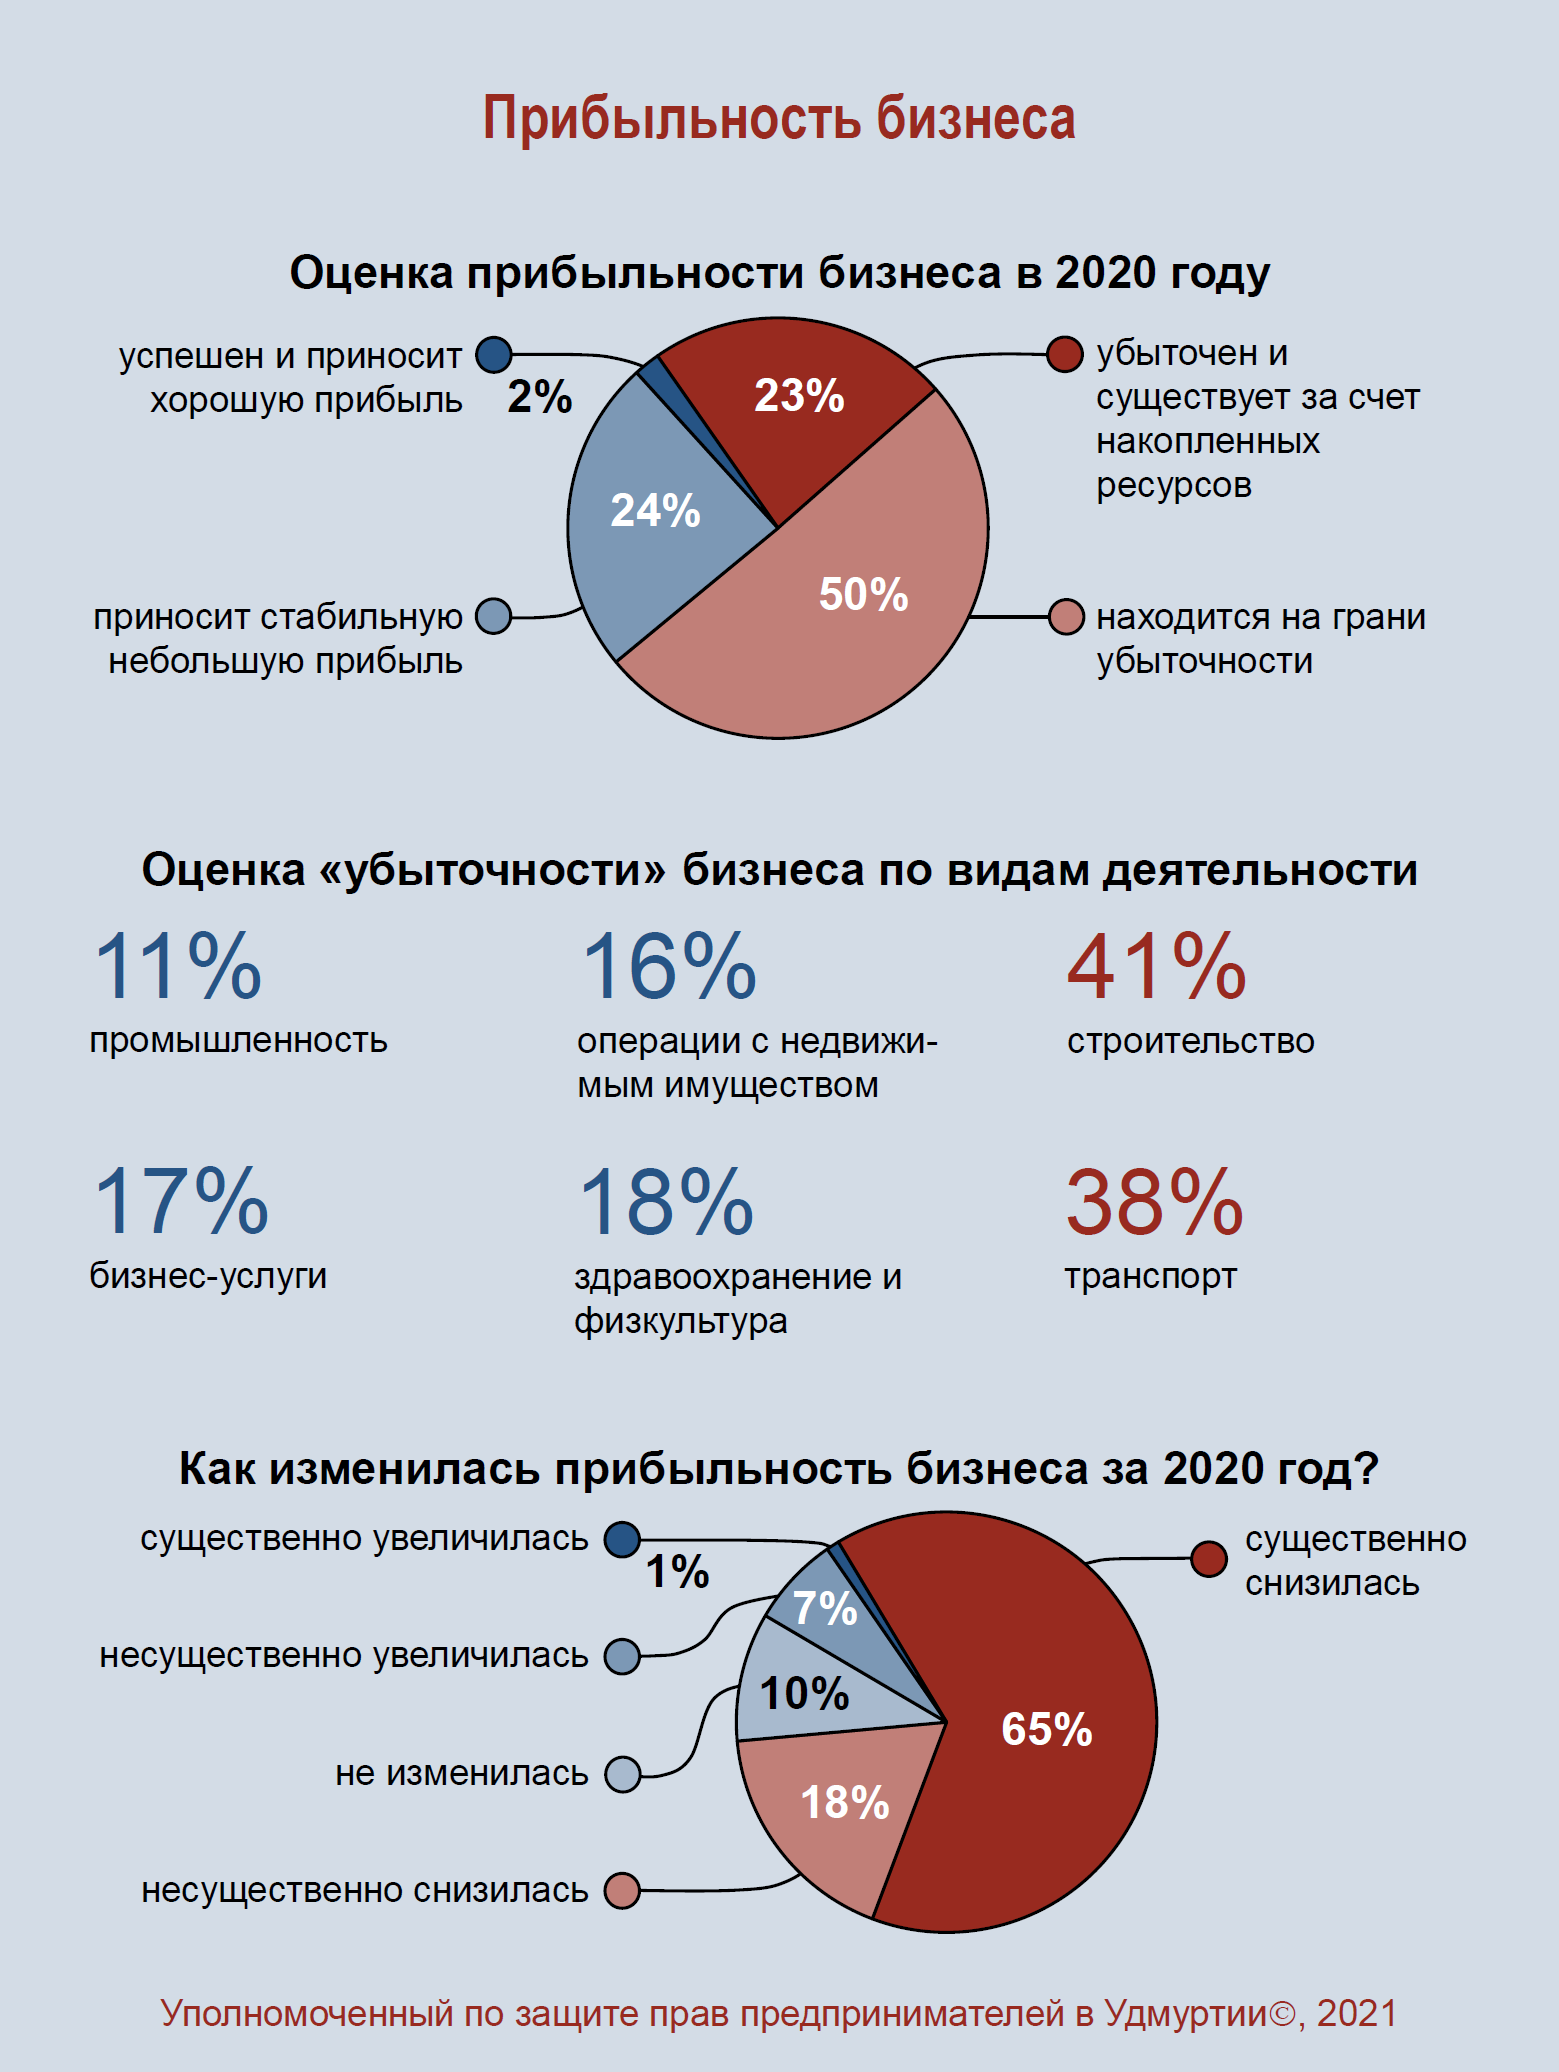 Прибыльность бизнеса
Оценка прибыльности бизнеса в 2020 году
успешен и приносит
хорошую прибыль
2%
23%
убыточен и
существует за счет
накопленных
ресурсов
24%
50%
приносит стабильную
небольшую прибыль
находится на грани
убыточности
Оценка «убыточности» бизнеса по видам деятельности
11%
промышленность
16%
операции с недвижи-
мым имуществом
41%
строительство
17%
бизнес-услуги
18%
здравоохранение и
физкультура
38%
транспорт
Как изменилась прибыльность бизнеса за 2020 год?
существенно увеличилась
1%
существенно
снизилась
несущественно увеличилась
7%
не изменилась
10%
65%
несущественно снизилась
18%
Уполномоченный по защите прав предпринимателей в Удмуртии©, 2021